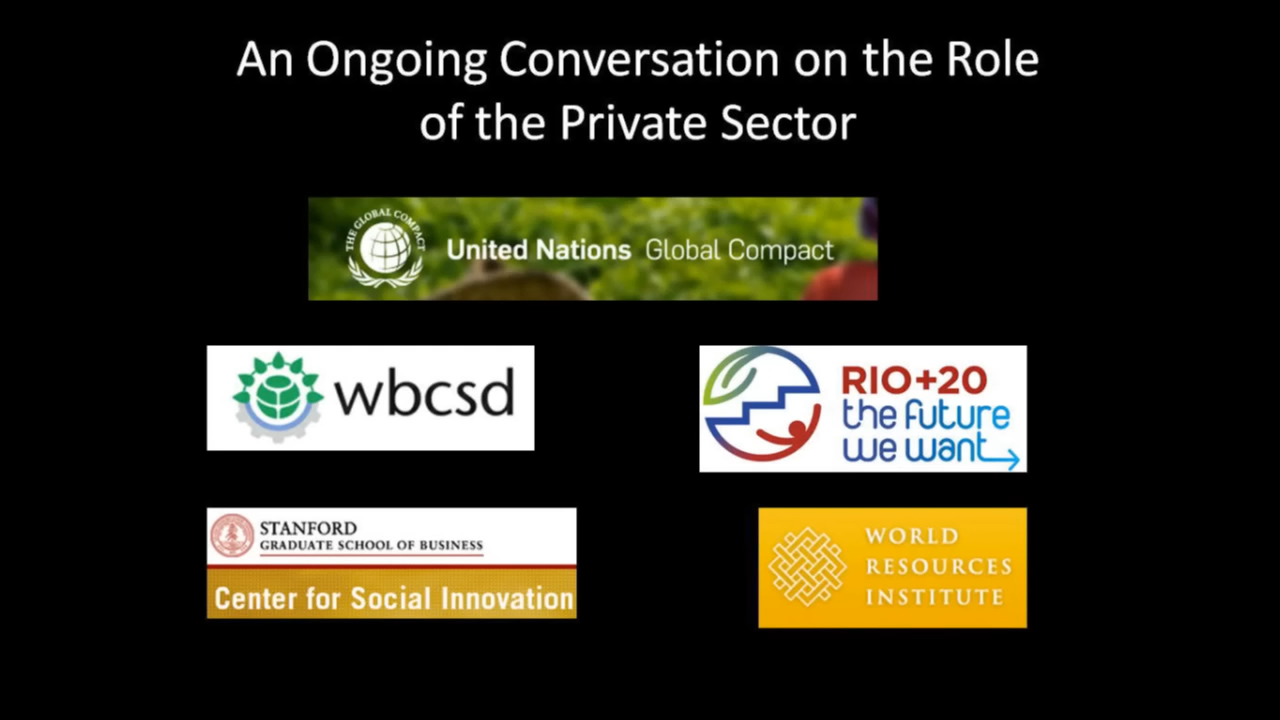 An Ongoing Conversation on the Role
of the Private Sector
THE GLOBAL COMPACT
United Nations Global Compact
wbcsd
RIO+20
the future
we want
STANFORD
GRADUATE SCHOOL OF BUSINESS
Center for Social Innovation
WORLD
RESOURCES
INSTITUTE